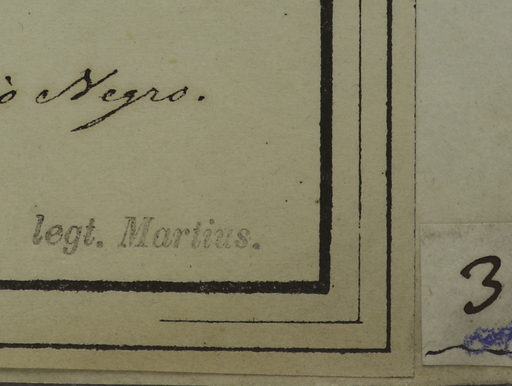 o Negro.
legt. Martius.
3